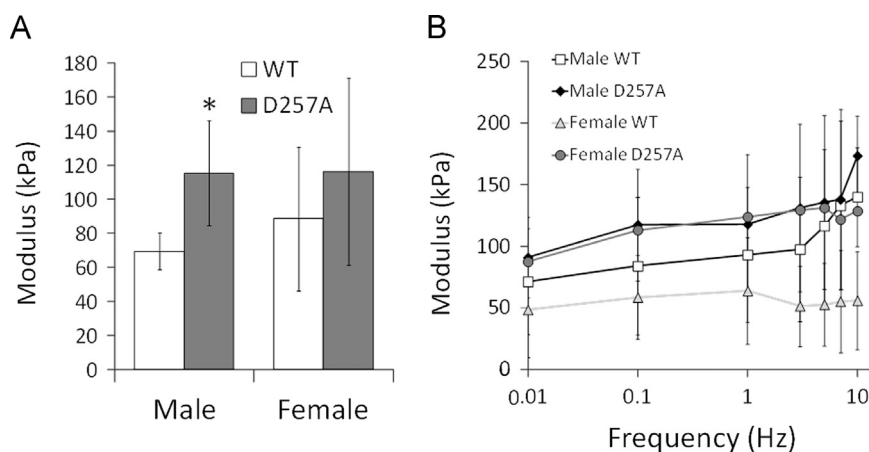 A
Modulus (kPa)
180
160
140
120
100
80
60
40
20
0
WT
D257A
*
Male Female
B
Modulus (kPa)
250
200
150
100
50
0
Male WT
Male D257A
Female WT
Female D257A
0.01 0.1 1 10
Frequency (Hz)